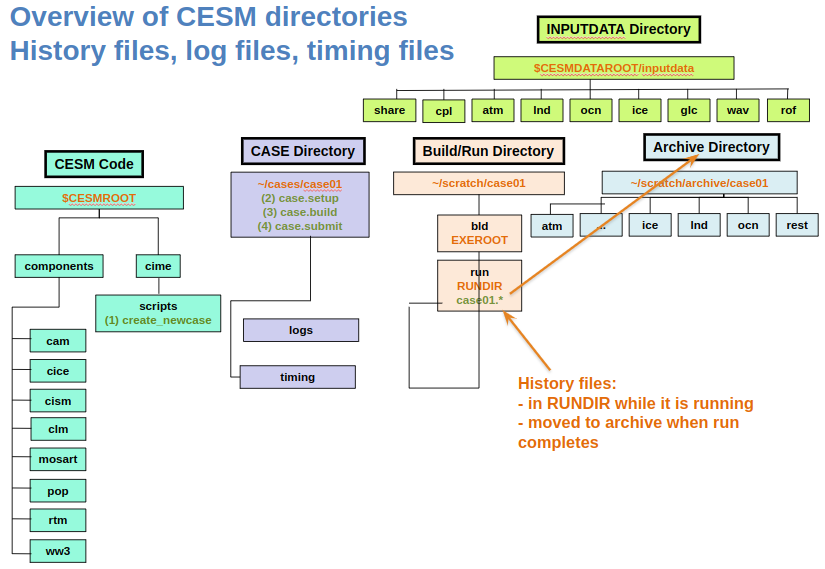 Overview of CESM directories
History files, log files, timing files
INPUTDATA Directory
$CESMDATAROOT/inputdata
share
cpl
atm
lnd
ocn
ice
glc
wav
rof
CESM Code
$CESMROOT
components
cime
scripts
(1) create_newcase
cam
cice
cism
clm
mosart
pop
rtm
ww3
CASE Directory
~/cases/case01
(2) case.setup
(3) case.build
(4) case.submit
logs
timing
Build/Run Directory
~/scratch/case01
bld
EXEROOT
run
RUNDIR
case01.*
Archive Directory
~/scratch/archive/case01
atm
..
ice
lnd
ocn
rest
History files:
- in RUNDIR while it is running
- moved to archive when run
completes